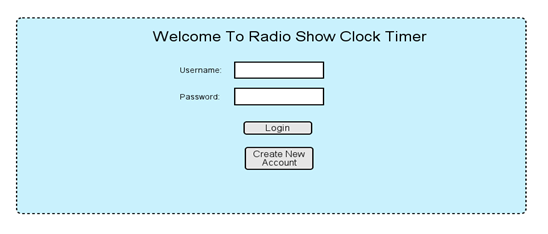 Welcome To Radio Show Clock Timer
Username:
Password:
Login
Create New
Account